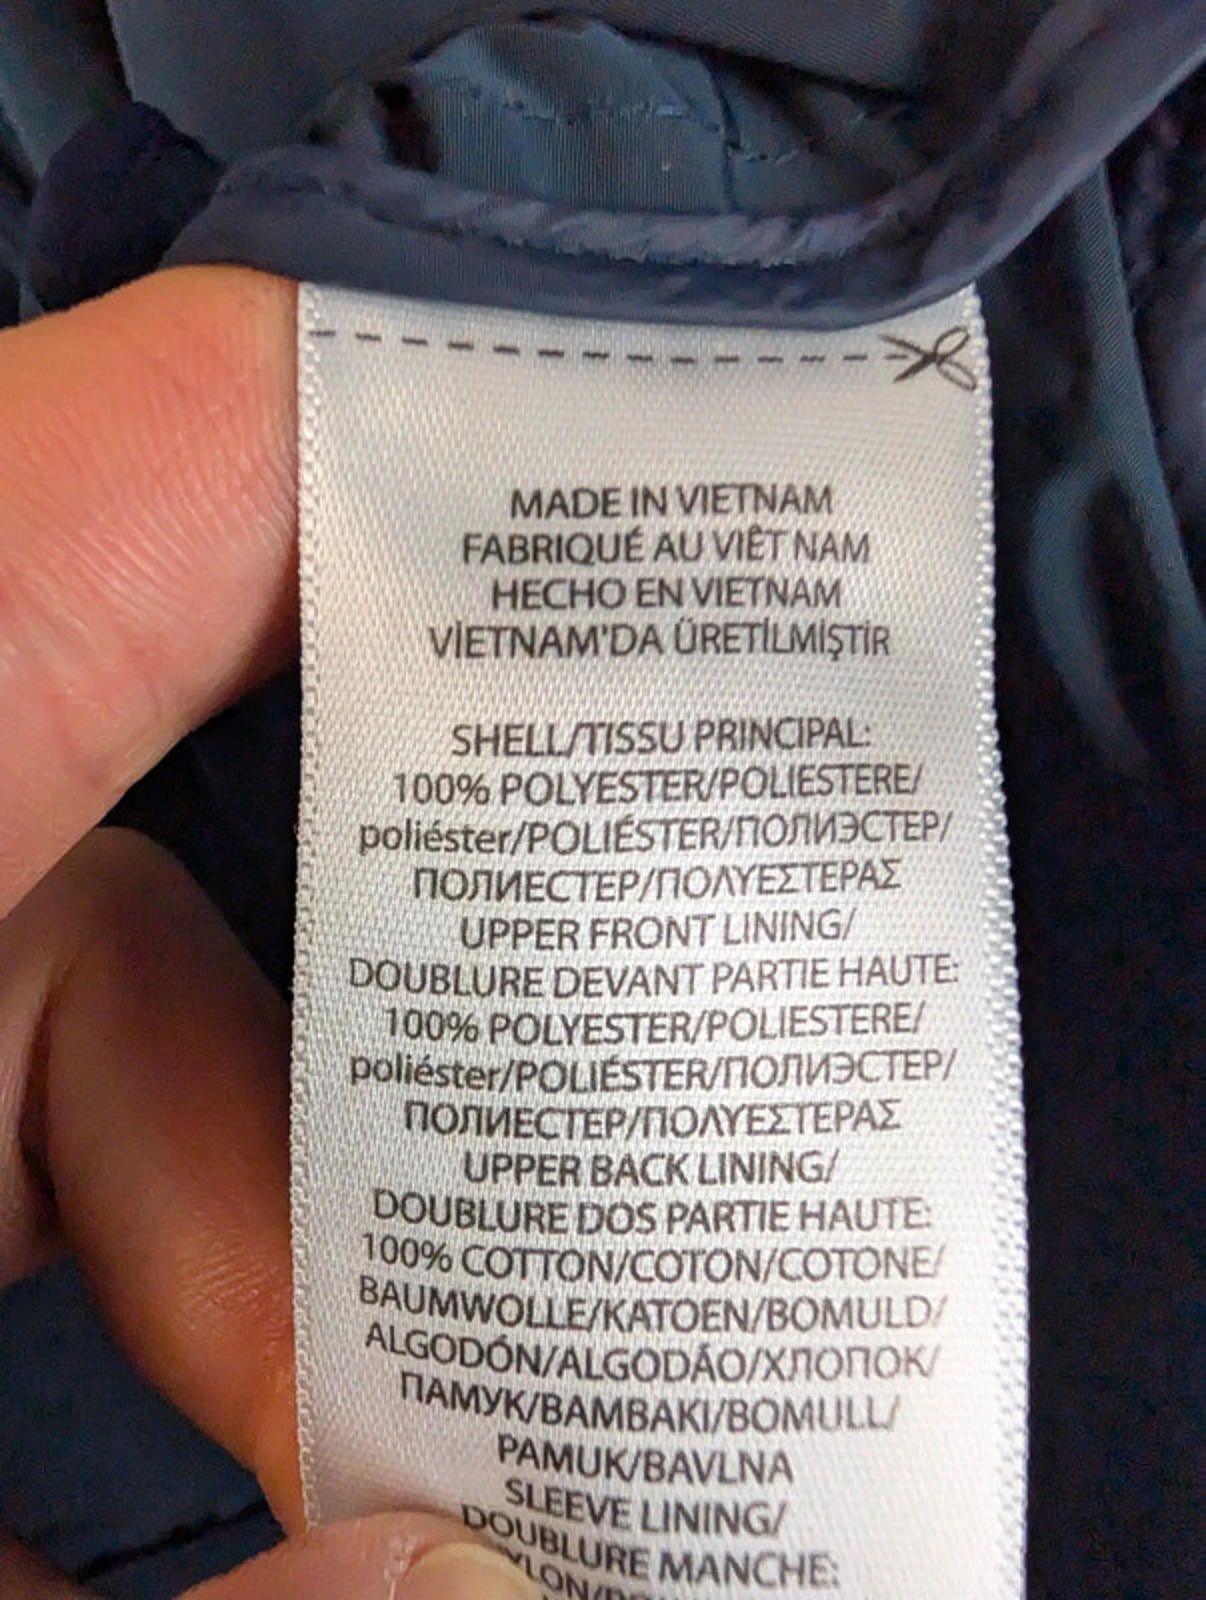 MADE IN VIETNAM
FABRIQUÉ AU VIÊT NAM
HECHO EN VIETNAM
VİETNAM'DA ÜRETİLMİŞTİR
SHELL/TISSU PRINCIPAL:
100% POLYESTER/POLIESTERE/
poliéster/POLIÉSTER/ПОЛИЭСТЕР/
ПОЛИЕСТЕР/ΠΟΛΥΕΣΤΕΡΑΣ
UPPER FRONT LINING/
DOUBLURE DEVANT PARTIE HAUTE:
100% POLYESTER/POLIESTERE/
poliéster/POLIÉSTER/ПОЛИЭСТЕР/
ПОЛИЕСТЕР/ΠΟΛΥΕΣΤΕΡΑΣ
UPPER BACK LINING/
DOUBLURE DOS PARTIE HAUTE:
100% COTTON/COTON/COTONE/
BAUMWOLLE/KATOEN/BOMULD/
ALGODÓN/ALGODÁO/ХЛОПОК/
ПАМУК/BAMBAKI/BOMULL/
PAMUK/BAVLNA
SLEEVE LINING/
DOUBLURE MANCHE: